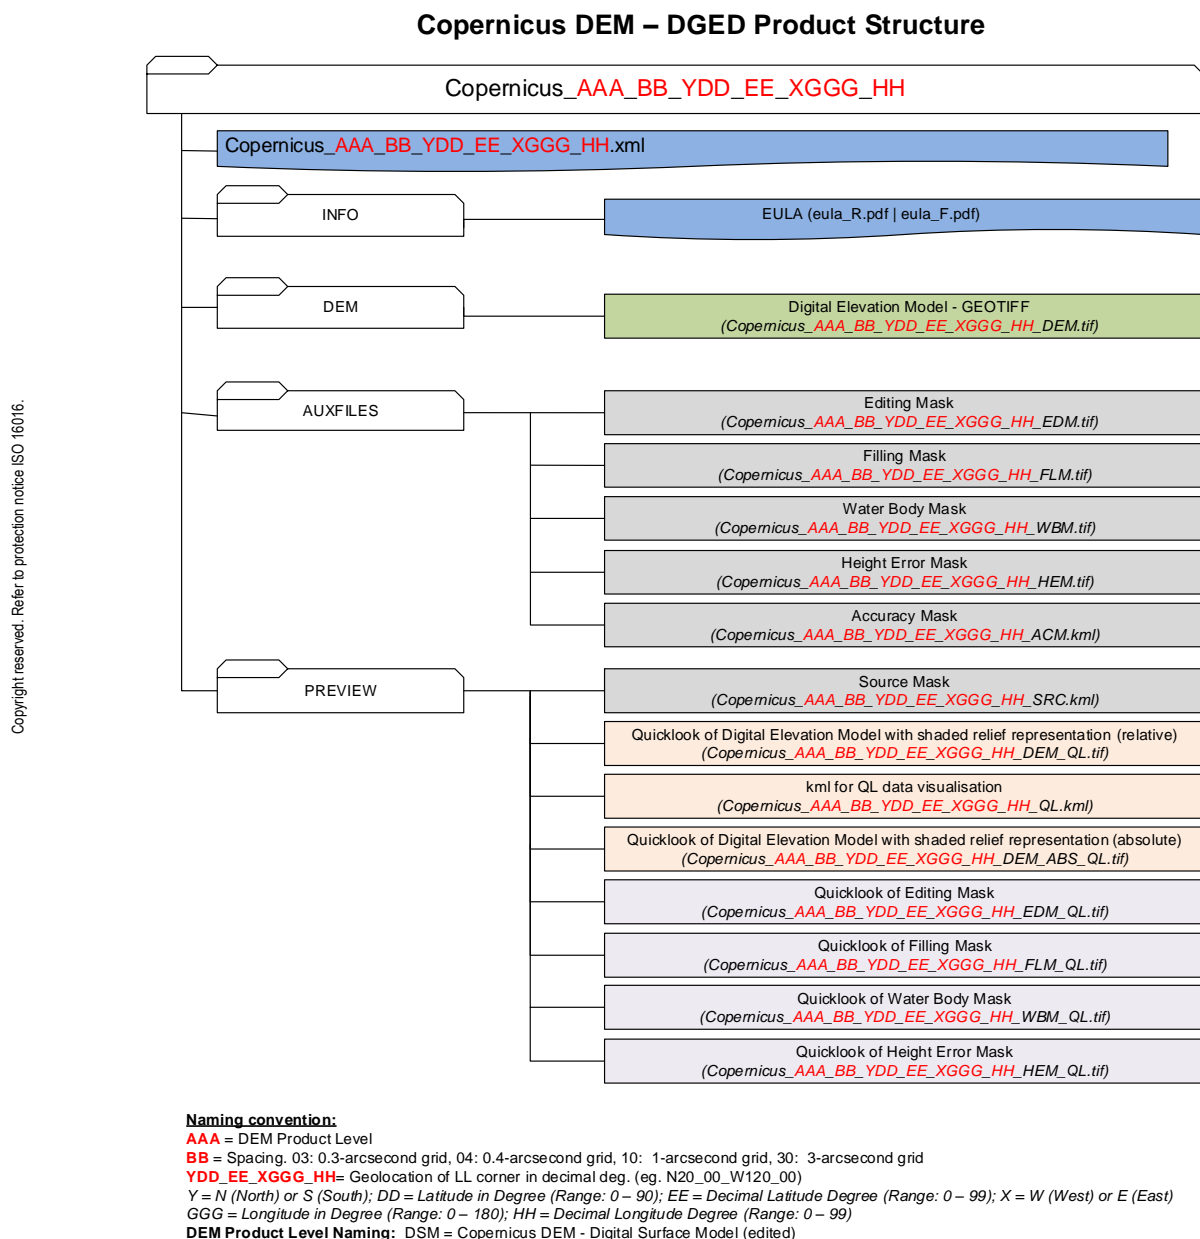 Copernicus DEM – DGED Product Structure
Copernicus_AAA_BB_YDD_EE_XGGG_HH
Copernicus_AAA_BB_YDD_EE_XGGG_HH.xml
INFO
EULA (eula_R.pdf | eula_F.pdf)
DEM
Digital Elevation Model - GEOTIFF
(Copernicus_AAA_BB_YDD_EE_XGGG_HH_DEM.tif)
AUXFILES
Editing Mask
(Copernicus_AAA_BB_YDD_EE_XGGG_HH_EDM.tif)
Filling Mask
(Copernicus_AAA_BB_YDD_EE_XGGG_HH_FLM.tif)
Water Body Mask
(Copernicus_AAA_BB_YDD_EE_XGGG_HH_WBM.tif)
Height Error Mask
(Copernicus_AAA_BB_YDD_EE_XGGG_HH_HEM.tif)
Accuracy Mask
(Copernicus_AAA_BB_YDD_EE_XGGG_HH_ACM.kml)
PREVIEW
Source Mask
(Copernicus_AAA_BB_YDD_EE_XGGG_HH_SRC.kml)
Quicklook of Digital Elevation Model with shaded relief representation (relative)
(Copernicus_AAA_BB_YDD_EE_XGGG_HH_DEM_QL.tif)
kml for QL data visualisation
(Copernicus_AAA_BB_YDD_EE_XGGG_HH_QL.kml)
Quicklook of Digital Elevation Model with shaded relief representation (absolute)
(Copernicus_AAA_BB_YDD_EE_XGGG_HH_DEM_ABS_QL.tif)
Quicklook of Editing Mask
(Copernicus_AAA_BB_YDD_EE_XGGG_HH_EDM_QL.tif)
Quicklook of Filling Mask
(Copernicus_AAA_BB_YDD_EE_XGGG_HH_FLM_QL.tif)
Quicklook of Water Body Mask
(Copernicus_AAA_BB_YDD_EE_XGGG_HH_WBM_QL.tif)
Quicklook of Height Error Mask
(Copernicus_AAA_BB_YDD_EE_XGGG_HH_HEM_QL.tif)
Copyright reserved. Refer to protection notice ISO 16016.
Naming convention:
AAA = DEM Product Level
BB = Spacing. 03: 0.3-arcsecond grid, 04: 0.4-arcsecond grid, 10: 1-arcsecond grid, 30: 3-arcsecond grid
YDD_EE_XGGG_HH= Geolocation of LL corner in decimal deg. (eg. N20_00_W120_00)
Y = N (North) or S (South); DD = Latitude in Degree (Range: 0 – 90); EE = Decimal Latitude Degree (Range: 0 – 99); X = W (West) or E (East)
GGG = Longitude in Degree (Range: 0 – 180); HH = Decimal Longitude Degree (Range: 0 – 99)
DEM Product Level Naming: DSM = Copernicus DEM - Digital Surface Model (edited)